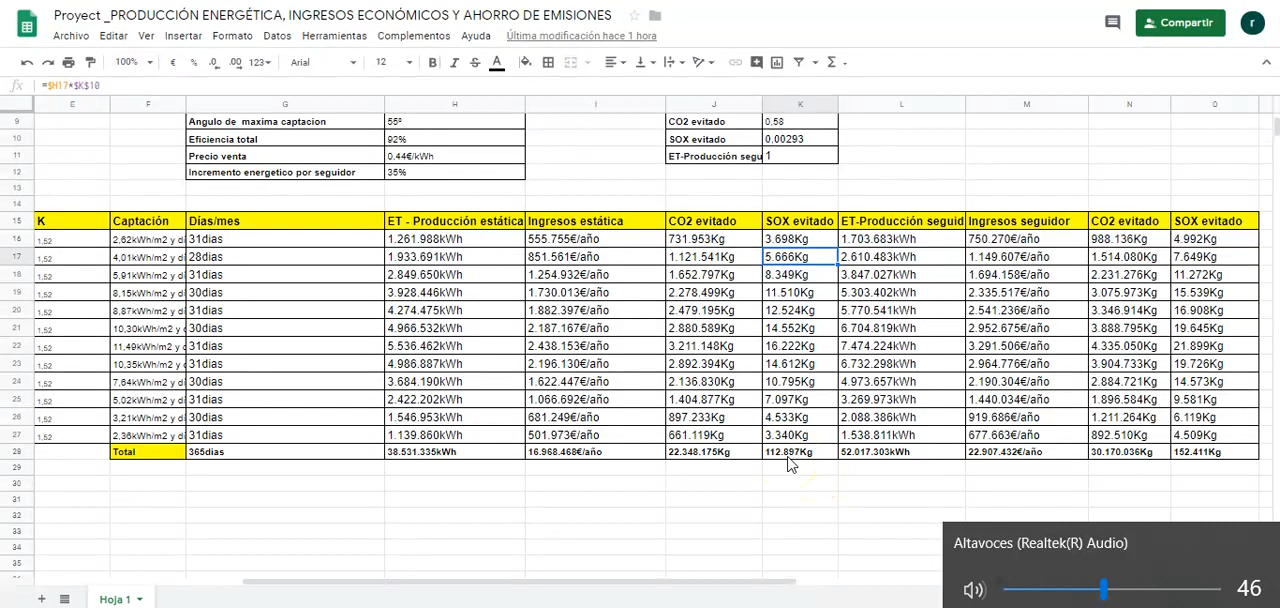 Proyect _PRODUCCIÓN ENERGÉTICA, INGRESOS ECONÓMICOS Y AHORRO DE EMISIONES
Compartir
r
Archivo Editar Ver Insertar Formato Datos Herramientas Complementos Ayuda Última modificación hace 1 hora
100% € % .0 .00 123 Arial 12 B I S A
fx =$H17*$K$10
E F G H I J K L M N O
9 Angulo de maxima captacion 55º CO2 evitado 0,58
10 Eficiencia total 92% SOX evitado 0,00293
11 Precio venta 0.44€/kWh ET-Producción segu 1
12 Incremento energetico por seguidor 35%
13
14
15 K Captación Días/mes ET - Producción estática Ingresos estática CO2 evitado SOX evitado ET-Producción seguid Ingresos seguidor CO2 evitado SOX evitado
16 1,52 2,62kWh/m2 y d 31dias 1.261.988kWh 555.755€/año 731.953Kg 3.698Kg 1.703.683kWh 750.270€/año 988.136Kg 4.992Kg
17 1,52 4,01kWh/m2 y di 28dias 1.933.691kWh 851.561€/año 1.121.541Kg 5.666Kg 2.610.483kWh 1.149.607€/año 1.514.080Kg 7.649Kg
18 1,52 5,91kWh/m2 y di 31dias 2.849.650kWh 1.254.932€/año 1.652.797Kg 8.349Kg 3.847.027kWh 1.694.158€/año 2.231.276Kg 11.272Kg
19 1,52 8,15kWh/m2 y di 30dias 3.928.446kWh 1.730.013€/año 2.278.499Kg 11.510Kg 5.303.402kWh 2.335.517€/año 3.075.973Kg 15.539Kg
20 1,52 8,87kWh/m2 y di 31dias 4.274.475kWh 1.882.397€/año 2.479.195Kg 12.524Kg 5.770.541kWh 2.541.236€/año 3.346.914Kg 16.908Kg
21 1,52 10,30kWh/m2 y d 30dias 4.966.532kWh 2.187.167€/año 2.880.589Kg 14.552Kg 6.704.819kWh 2.952.675€/año 3.888.795Kg 19.645Kg
22 1,52 11,49kWh/m2 y d 31dias 5.536.462kWh 2.438.153€/año 3.211.148Kg 16.222Kg 7.474.224kWh 3.291.506€/año 4.335.050Kg 21.899Kg
23 1,52 10,35kWh/m2 y d 31dias 4.986.887kWh 2.196.130€/año 2.892.394Kg 14.612Kg 6.732.298kWh 2.964.776€/año 3.904.733Kg 19.726Kg
24 1,52 7,64kWh/m2 y di 30dias 3.684.190kWh 1.622.447€/año 2.136.830Kg 10.795Kg 4.973.657kWh 2.190.304€/año 2.884.721Kg 14.573Kg
25 1,52 5,02kWh/m2 y di 31dias 2.422.202kWh 1.066.692€/año 1.404.877Kg 7.097Kg 3.269.973kWh 1.440.034€/año 1.896.584Kg 9.581Kg
26 1,52 3,21kWh/m2 y di 30dias 1.546.953kWh 681.249€/año 897.233Kg 4.533Kg 2.088.386kWh 919.686€/año 1.211.264Kg 6.119Kg
27 1,52 2,36kWh/m2 y di 31dias 1.139.860kWh 501.973€/año 661.119Kg 3.340Kg 1.538.811kWh 677.663€/año 892.510Kg 4.509Kg
28 Total 365dias 38.531.335kWh 16.968.468€/año 22.348.175Kg 112.897Kg 52.017.303kWh 22.907.432€/año 30.170.036Kg 152.411Kg
29
30
31
32
33
34
35
Altavoces (Realtek(R) Audio)
46
Hoja 1